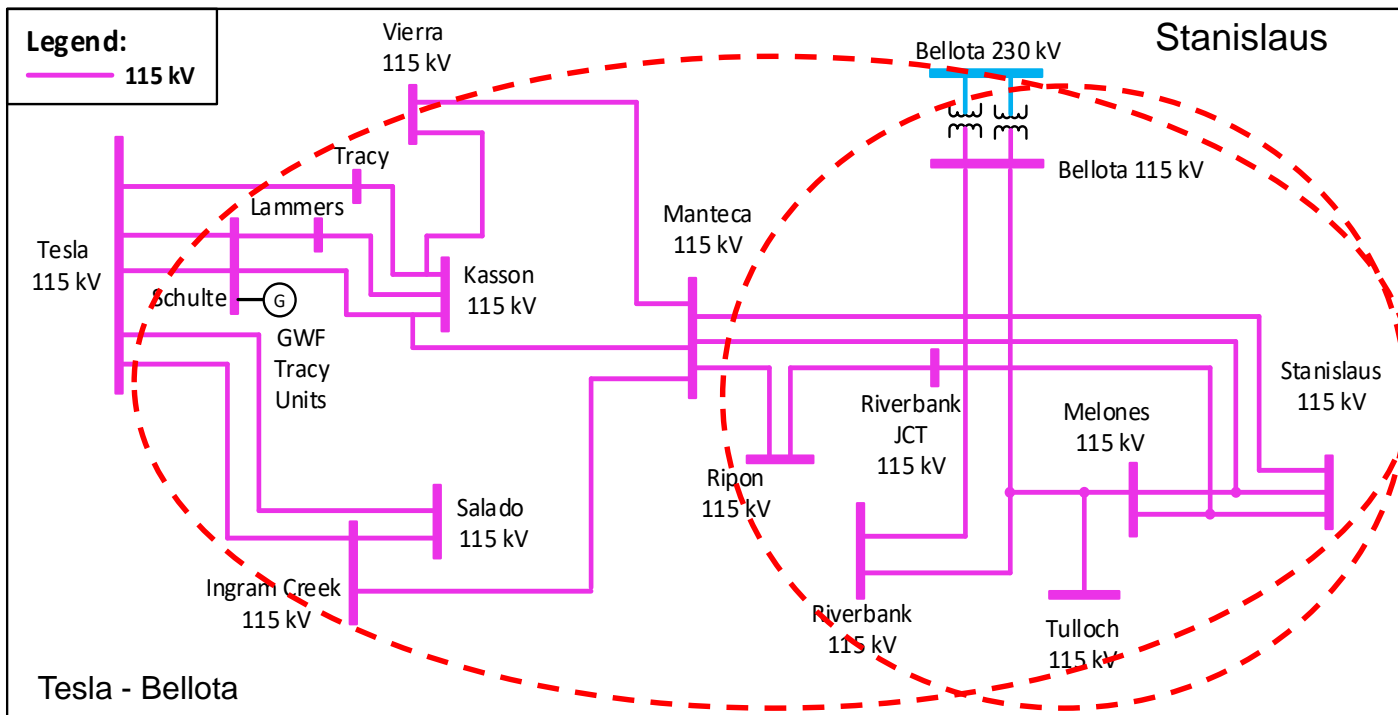 Legend:
115 kV
Vierra
115 kV
Bellota 230 kV
Stanislaus
Tracy
Bellota 115 kV
Lammers
Manteca
115 kV
Tesla
115 kV
Kasson
115 kV
Schulte
G
GWF
Tracy
Units
Stanislaus
115 kV
Riverbank
JCT
115 kV
Melones
115 kV
Ripon
115 kV
Salado
115 kV
Ingram Creek
115 kV
Riverbank
115 kV
Tulloch
115 kV
Tesla - Bellota